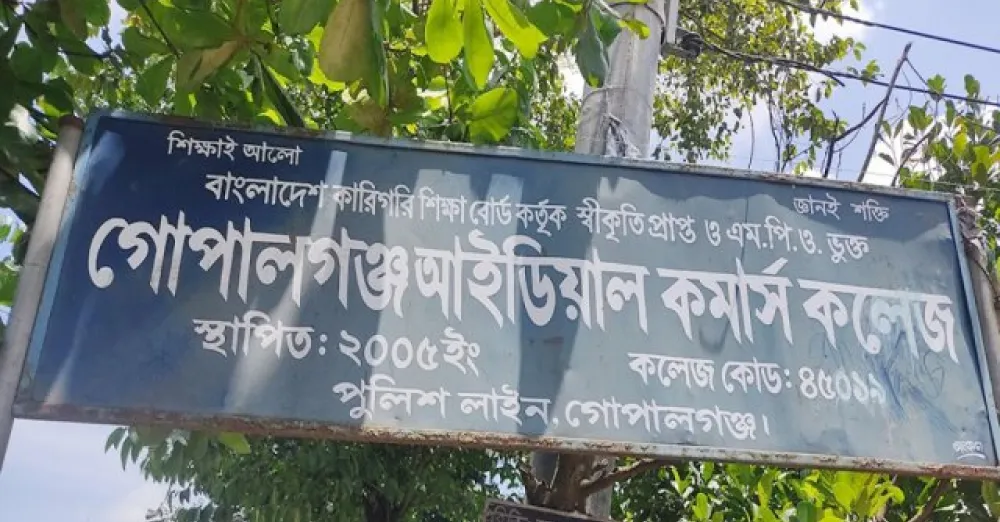 শিক্ষাই আলো
জ্ঞানই শক্তি
বাংলাদেশ কারিগরি শিক্ষা বোর্ড কর্তৃক স্বীকৃতি প্রাপ্ত ও এম.পি.ও. ভুক্ত
গোপালগঞ্জ আইডিয়াল কমার্স কলেজ
স্থাপিত: ২০০৫ইং
কলেজ কোড: ৪৫০১৯
পুলিশ লাইন, গোপালগঞ্জ।